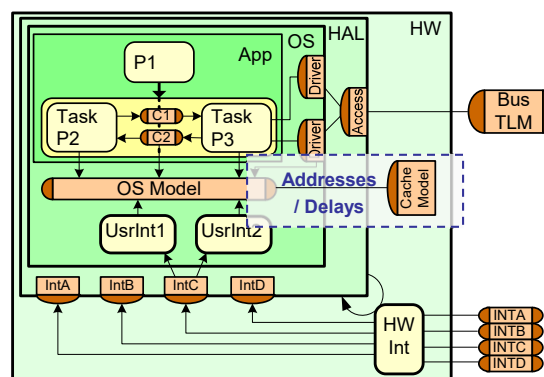 HW
HAL
OS
App
P1
Driver
Task
P2
C1
C2
Task
P3
Driver
Access
Bus
TLM
OS Model
Addresses
/ Delays
Cache
Model
UsrInt1
UsrInt2
IntA
IntB
IntC
IntD
HW
Int
INTA
INTB
INTC
INTD